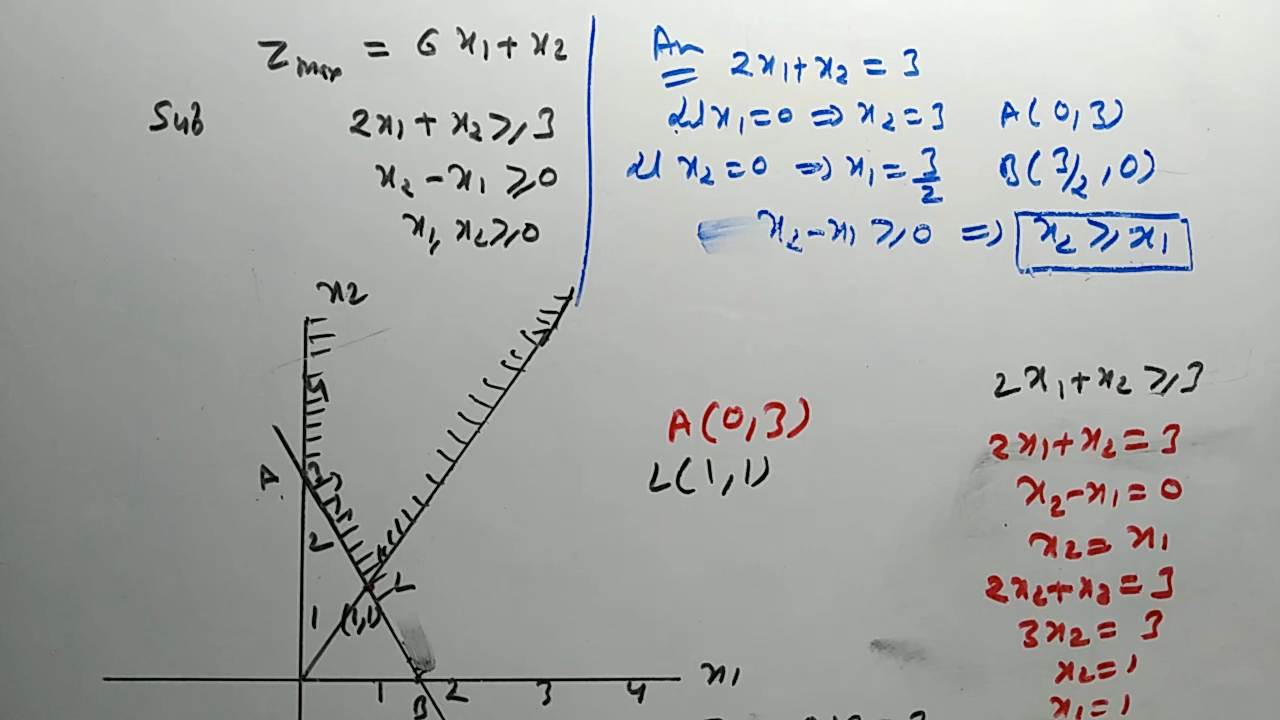 Zmax = 6x₁ + x₂
Sub 2x₁ + x₂ ≥ 3
x₂ - x₁ ≥ 0
x₁, x₂ ≥ 0
An 2x₁ + x₂ = 3
x₁ = 0 ⇒ x₂ = 3 A(0,3)
x₂ = 0 ⇒ x₁ = 3/2 B(3/2, 0)
x₂ - x₁ ≥ 0 ⇒ x₂ ≥ x₁
x₂
A
3
2
1
(1,1)
L
1 2 3 4 x₁
B
A(0,3)
L(1,1)
2x₁ + x₂ ≥ 3
2x₁ + x₂ = 3
x₂ - x₁ = 0
x₂ = x₁
2x₂ + x₂ = 3
3x₂ = 3
x₂ = 1
x₁ = 1